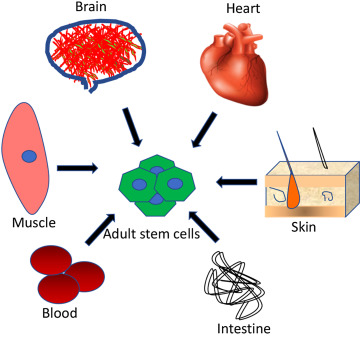 Brain
Heart
Muscle
Adult stem cells
Skin
Blood
Intestine